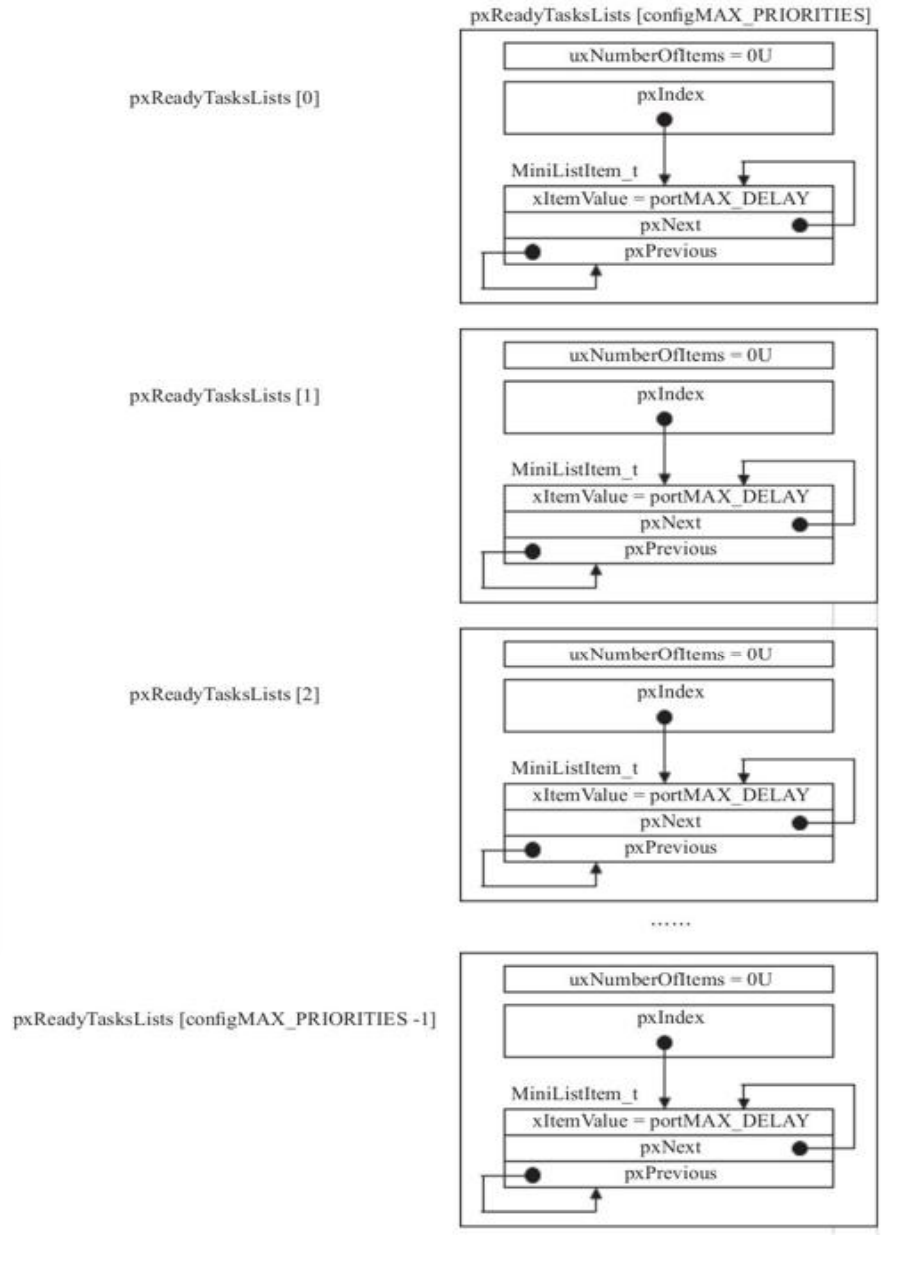 pxReadyTasksLists [configMAX_PRIORITIES]
uxNumberOfItems = 0U
pxReadyTasksLists [0]
pxIndex
MiniListItem_t
xItemValue = portMAX_DELAY
pxNext
pxPrevious
uxNumberOfItems = 0U
pxReadyTasksLists [1]
pxIndex
MiniListItem_t
xItemValue = portMAX_DELAY
pxNext
pxPrevious
uxNumberOfItems = 0U
pxReadyTasksLists [2]
pxIndex
MiniListItem_t
xItemValue = portMAX_DELAY
pxNext
pxPrevious
……
uxNumberOfItems = 0U
pxReadyTasksLists [configMAX_PRIORITIES -1]
pxIndex
MiniListItem_t
xItemValue = portMAX_DELAY
pxNext
pxPrevious